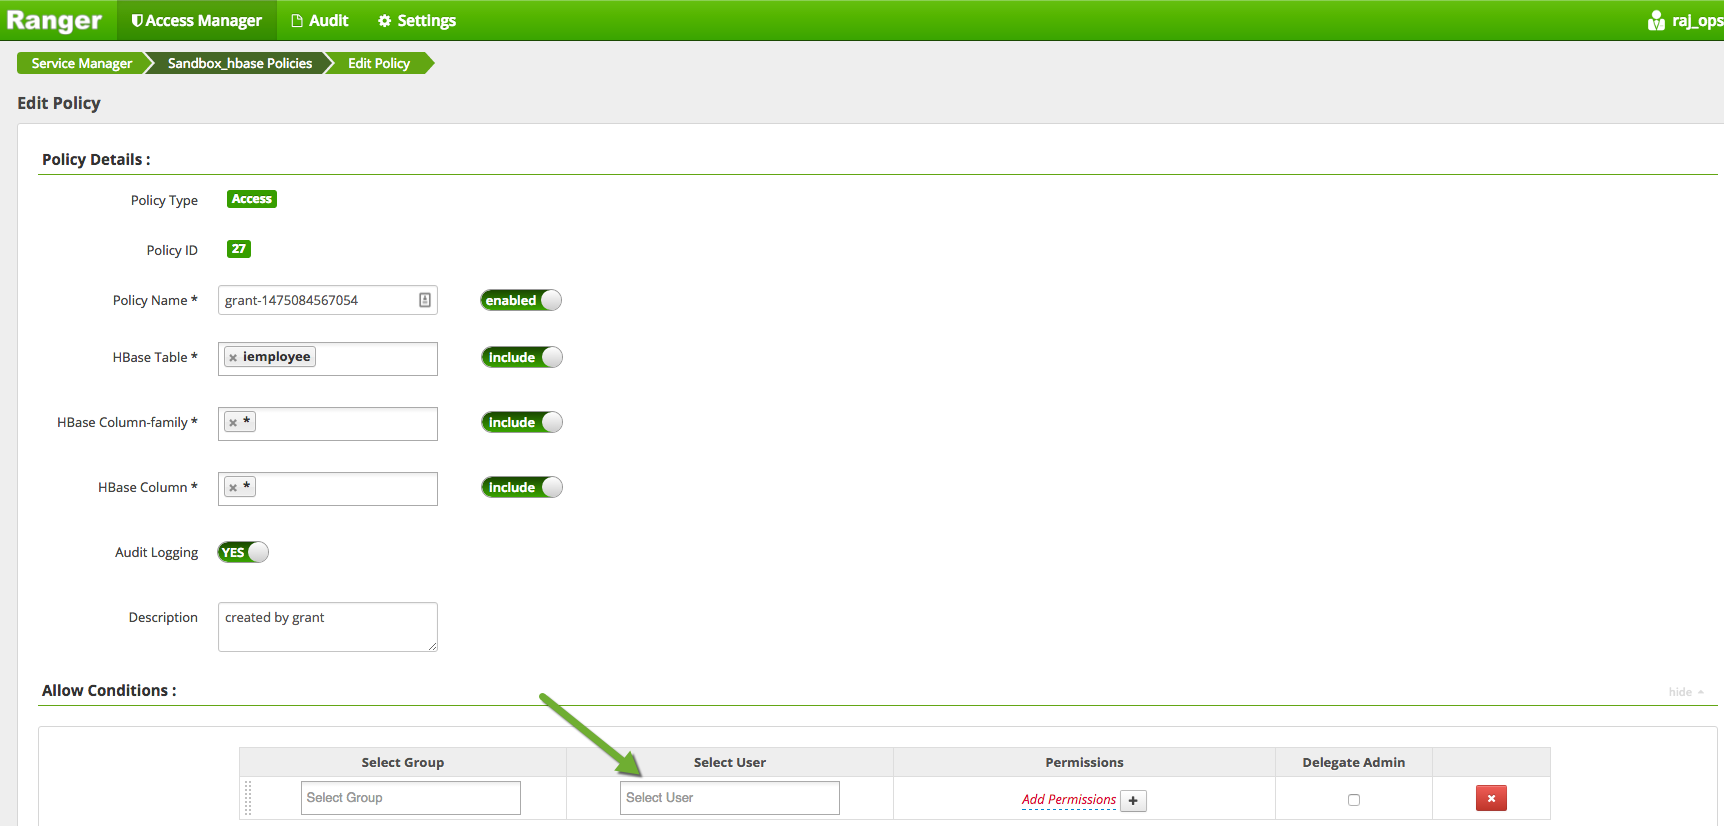 Ranger Access Manager Audit Settings raj_ops
Service Manager Sandbox_hbase Policies Edit Policy
Edit Policy
Policy Details :
Policy Type Access
Policy ID 27
Policy Name * grant-1475084567054 enabled
HBase Table * × iemployee Include
HBase Column-family * × * Include
HBase Column * × * Include
Audit Logging YES
Description created by grant
Allow Conditions : hide
Select Group Select User Permissions Delegate Admin
Select Group Select User Add Permissions + ×